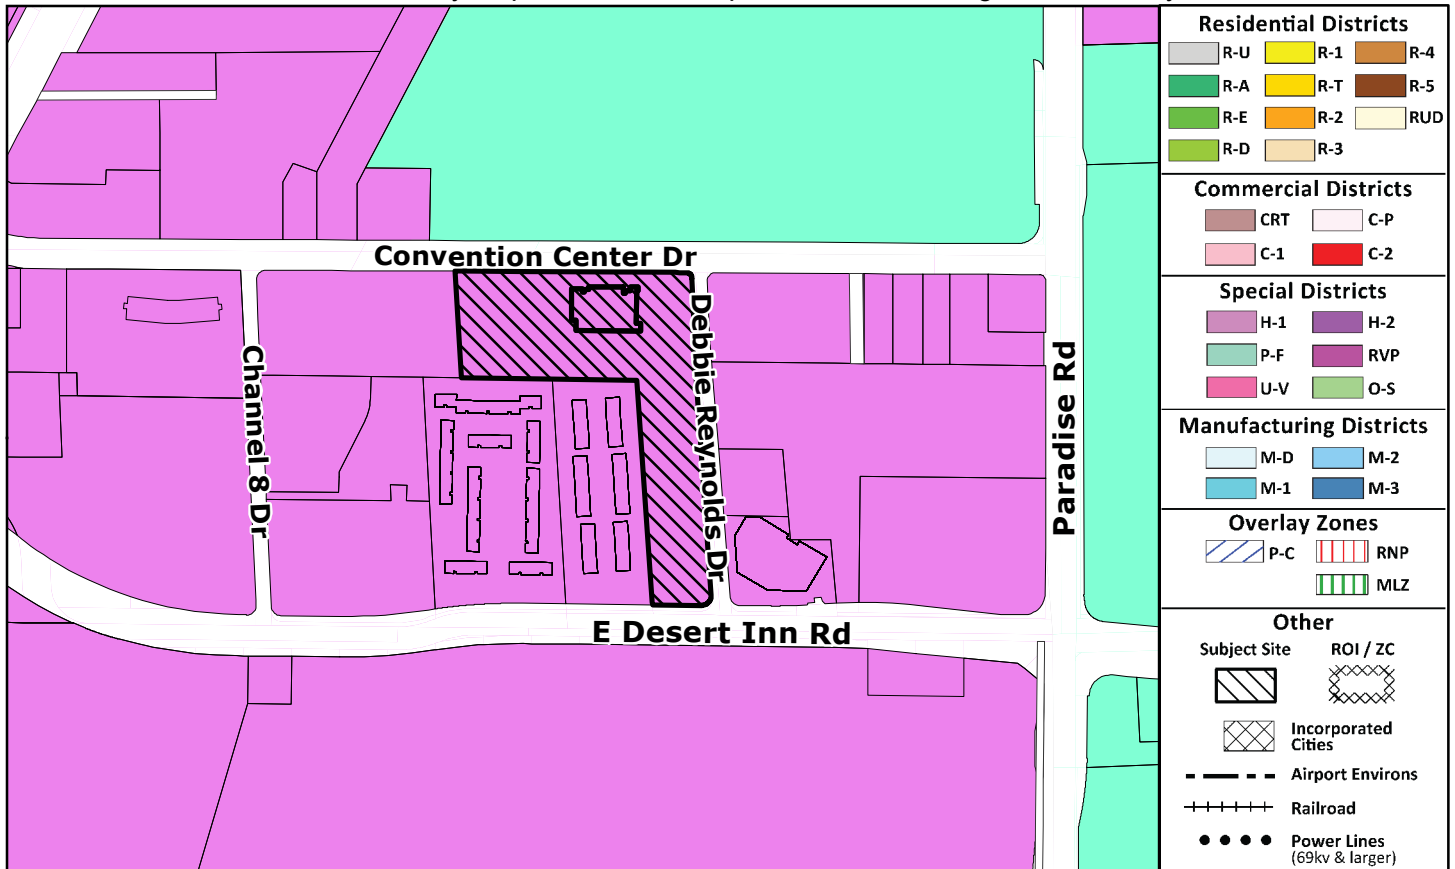 Convention Center Dr
Debbie Reynolds Dr
Channel 8 Dr
Paradise Rd
E Desert Inn Rd
Residential Districts
R-U R-1 R-4
R-A R-T R-5
R-E R-2 RUD
R-D R-3
Commercial Districts
CRT C-P
C-1 C-2
Special Districts
H-1 H-2
P-F RVP
U-V O-S
Manufacturing Districts
M-D M-2
M-1 M-3
Overlay Zones
P-C RNP
MLZ
Other
Subject Site ROI / ZC
Incorporated
Cities
Airport Environs
Railroad
Power Lines
(69kv & larger)